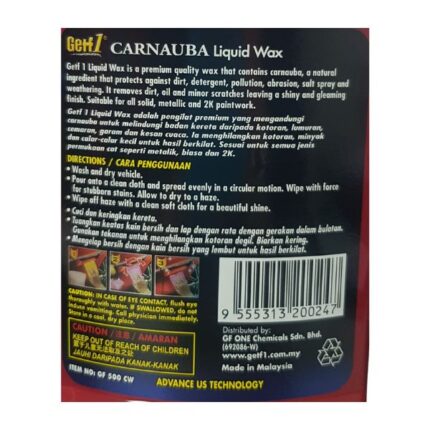 Getf 1 CARNAUBA Liquid Wax
Getf 1 Liquid Wax is a premium quality wax that contains carnauba, a natural
ingredient that protects against dirt, detergent, pollution, abrasion, salt spray and
weathering. It removes dirt, oil and minor scratches leaving a shiny and gleaming
finish. Suitable for all solid, metallic and 2K paintwork.
Getf 1 Liquid Wax adalah pengilat premium yang mengandungi
carnauba untuk melindungi badan kereta daripada kotoran, lumuran,
cemaran, garam dan kesan cuaca. Ia menghilangkan kotoran, minyak
dan calar-calar kecil untuk hasil berkilat. Sesuai untuk semua jenis
permukaan cat seperti metalik, biasa dan 2K.
DIRECTIONS / CARA PENGGUNAAN
• Wash and dry vehicle.
• Pour onto a clean cloth and spread evenly in a circular motion. Wipe with force
for stubborn stains. Allow to dry to a haze.
• Wipe off haze with a clean soft cloth for a beautiful shine.
• Cuci dan keringkan kereta.
• Tuangkan keatas kain bersih dan lap dengan rata dengan gerakan dalam bulatan.
Gunakan tekanan untuk menghilangkan kotoran degil. Biarkan kering.
• Mengelap bersih dengan kain bersih yang lembut untuk hasil berkilat.
CAUTION: IN CASE OF EYE CONTACT, flush eye
thoroughly with water. IF SWALLOWED, do not
induce vomiting. Call physician immediately.
Store in a cool, dry place.
CAUTION / 注意 / AMARAN
KEEP OUT OF REACH OF CHILDREN
JAUHI DARIPADA KANAK-KANAK
ITEM NO: GF 500 CW
9 555313 200247
Distributed by:
GF ONE Chemicals Sdn. Bhd.
(692086-W)
www.getf1.com.my
Made in Malaysia
ADVANCE US TECHNOLOGY